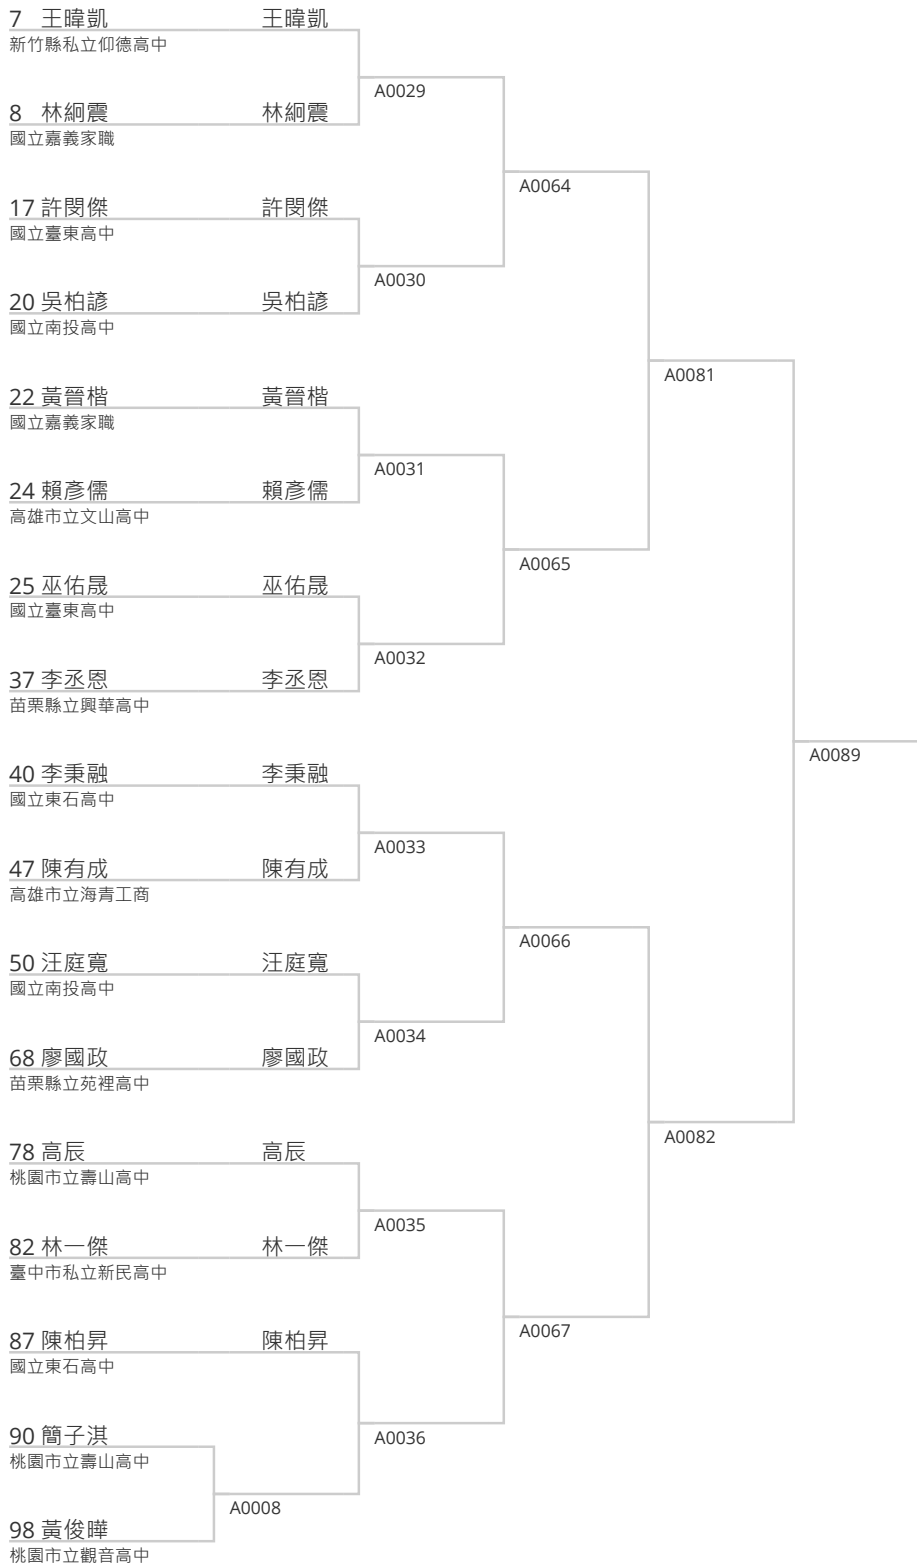 7 王暐凱 王暐凱
新竹縣私立仰德高中
A0029
8 林絅震 林絅震
國立嘉義家職
A0064
17 許閔傑 許閔傑
國立臺東高中
A0030
20 吳柏諺 吳柏諺
國立南投高中
A0081
22 黃晉楷 黃晉楷
國立嘉義家職
A0031
24 賴彥儒 賴彥儒
高雄市立文山高中
A0065
25 巫佑晟 巫佑晟
國立臺東高中
A0032
37 李丞恩 李丞恩
苗栗縣立興華高中
A0089
40 李秉融 李秉融
國立東石高中
A0033
47 陳有成 陳有成
高雄市立海青工商
A0066
50 汪庭寬 汪庭寬
國立南投高中
A0034
68 廖國政 廖國政
苗栗縣立苑裡高中
A0082
78 高辰 高辰
桃園市立壽山高中
A0035
82 林一傑 林一傑
臺中市私立新民高中
A0067
87 陳柏昇 陳柏昇
國立東石高中
A0036
90 簡子淇
桃園市立壽山高中
A0008
98 黃俊曄
桃園市立觀音高中